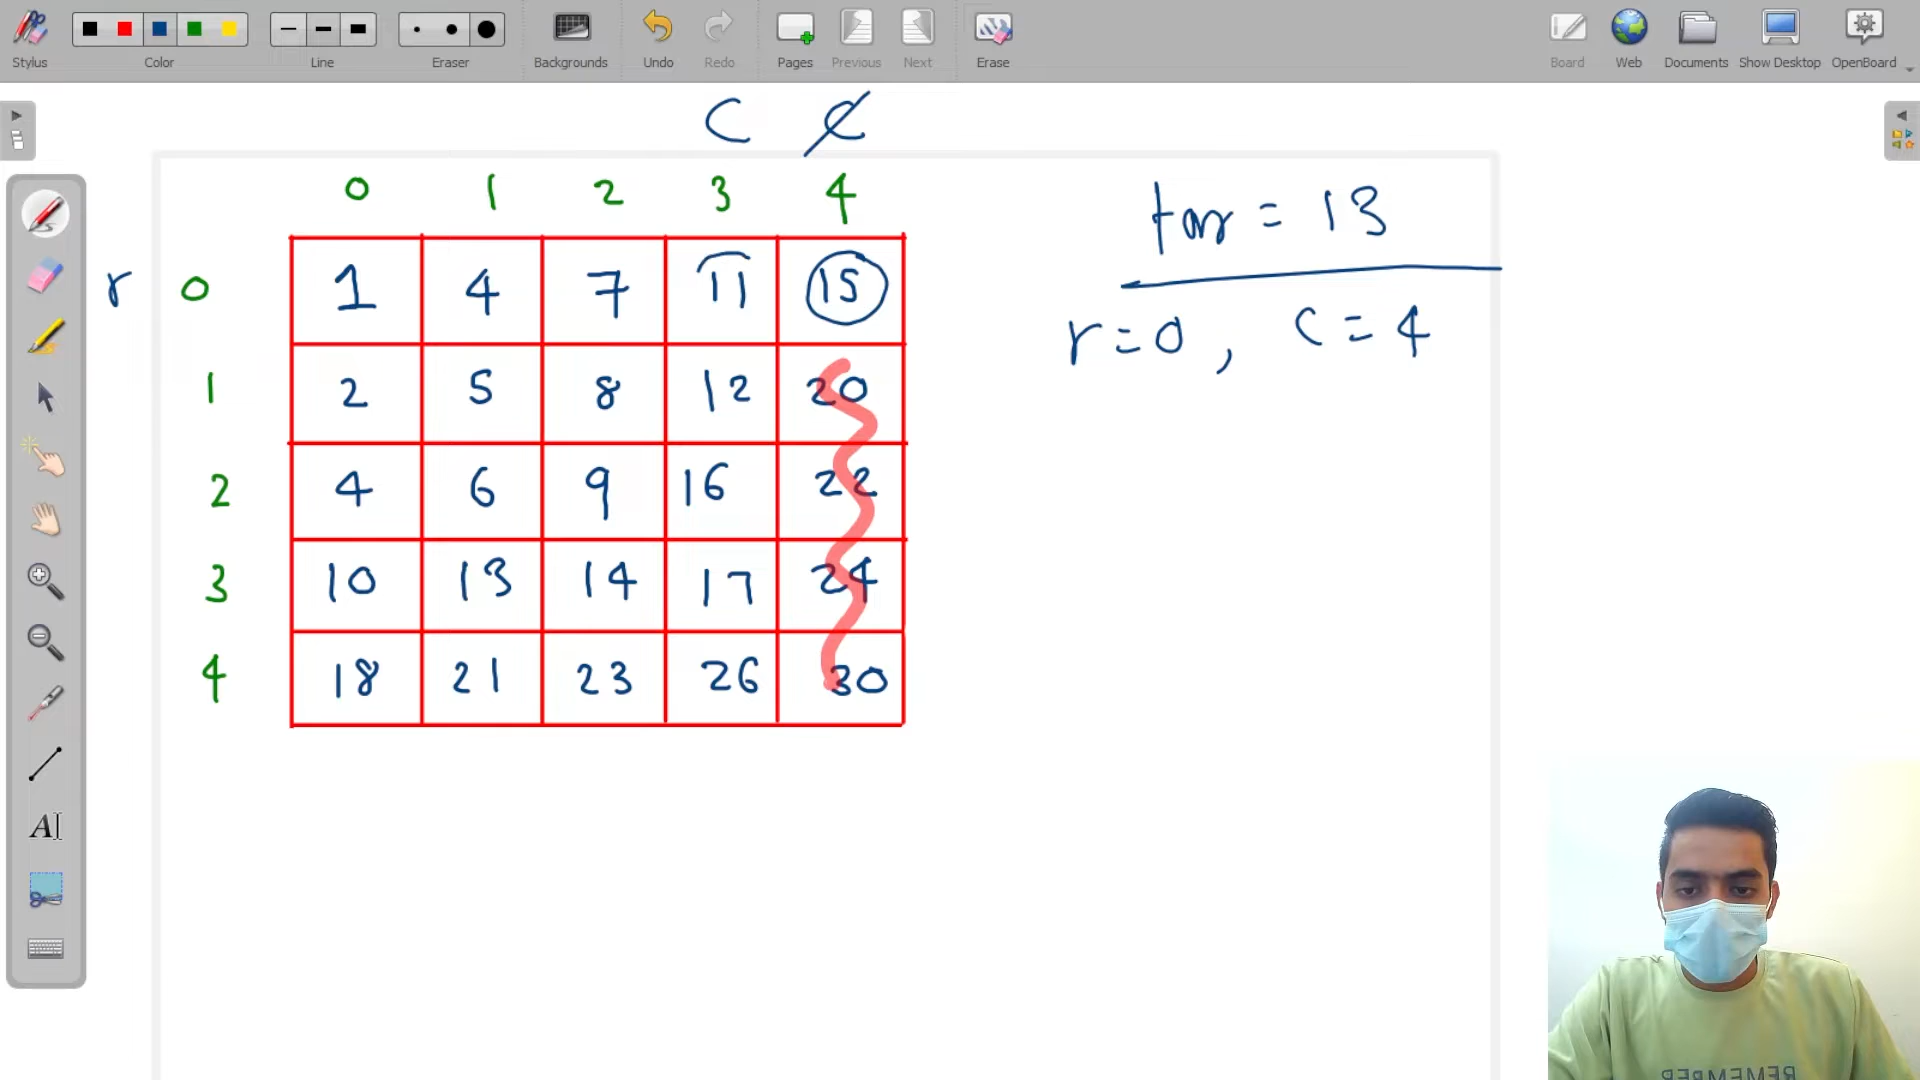 Stylus Color Line Eraser Backgrounds Undo Redo Pages Previous Next Erase Board Web Documents Show Desktop OpenBoard
C C
0 1 2 3 4
tar = 13
r 0 1 4 7 11 15
r=0, C=4
1 2 5 8 12 20
2 4 6 9 16 22
3 10 13 14 17 24
4 18 21 23 26 30
A
REMEMBER